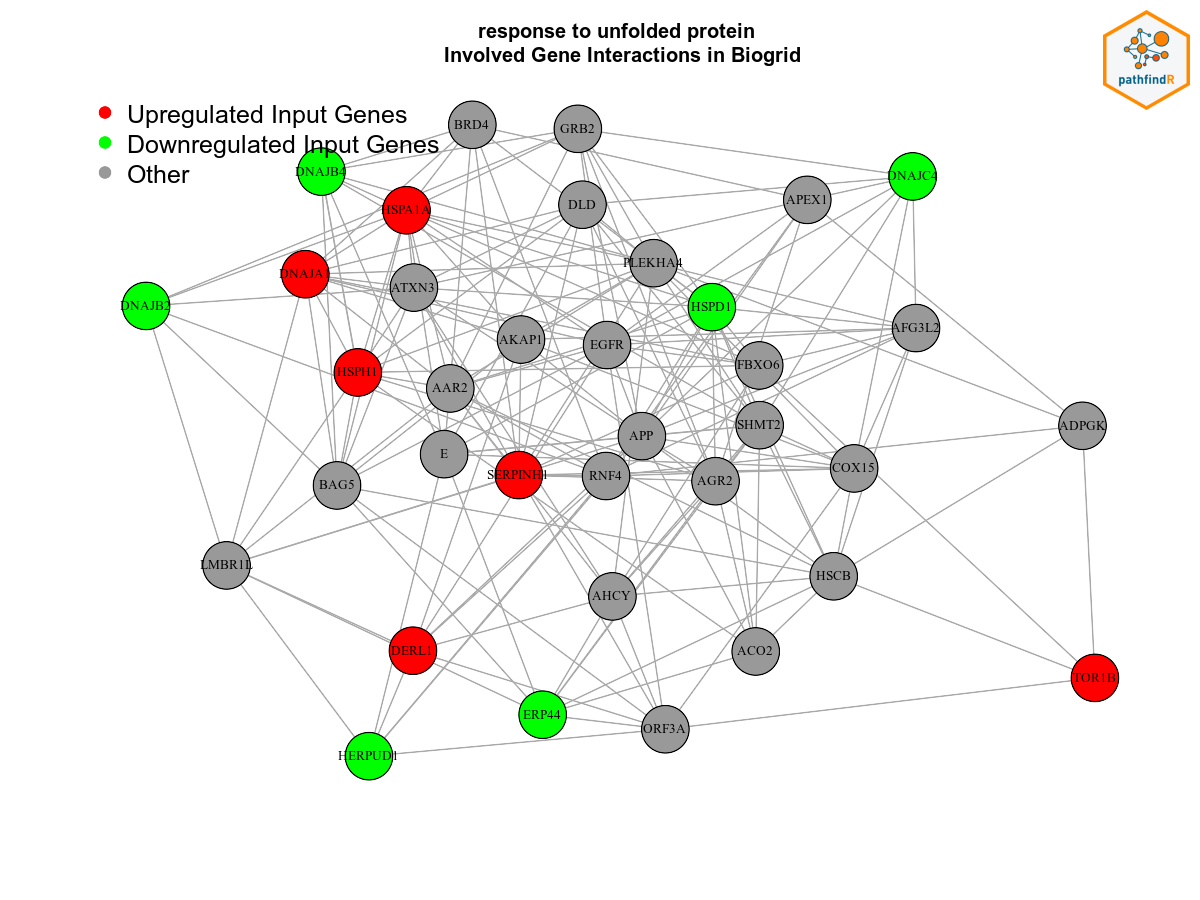 response to unfolded protein
Involved Gene Interactions in Biogrid
pathfindR
Upregulated Input Genes
Downregulated Input Genes
Other
BRD4
GRB2
DNAJB4
DNAJC4
HSPA1A
DLD
APEX1
PLEKHA4
DNAJA1
ATXN3
DNAJB2
HSPD1
AFG3L2
AKAP1
EGFR
FBXO6
HSPH1
AAR2
SHMT2
ADPGK
APP
E
COX15
SERPINH1
RNF4
AGR2
BAG5
LMBR1L
HSCB
AHCY
DERL1
ACO2
TOR1B
ERP44
ORF3A
HERPUD1